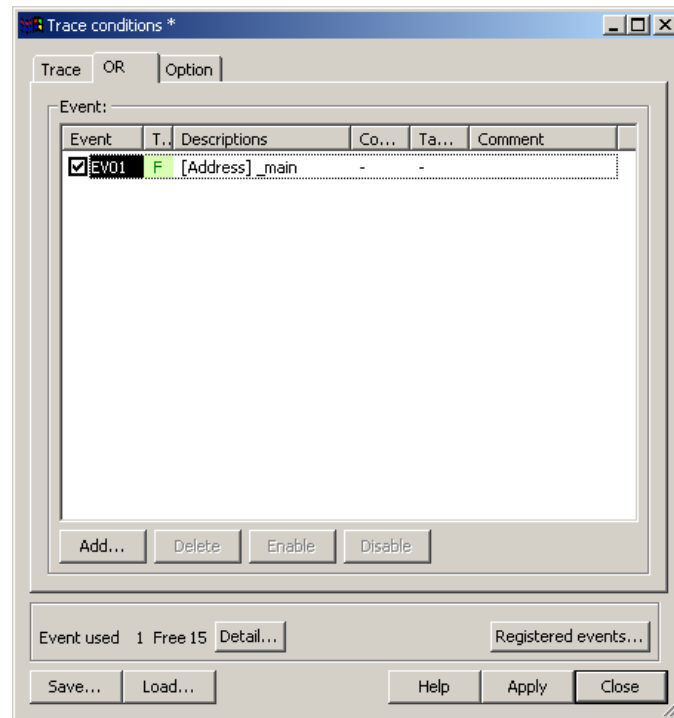 Trace conditions *
Trace OR Option
Event:
Event T.. Descriptions Co... Ta... Comment
EV01 F [Address] _main - -
Add... Delete Enable Disable
Event used 1 Free 15 Detail... Registered events...
Save... Load... Help Apply Close